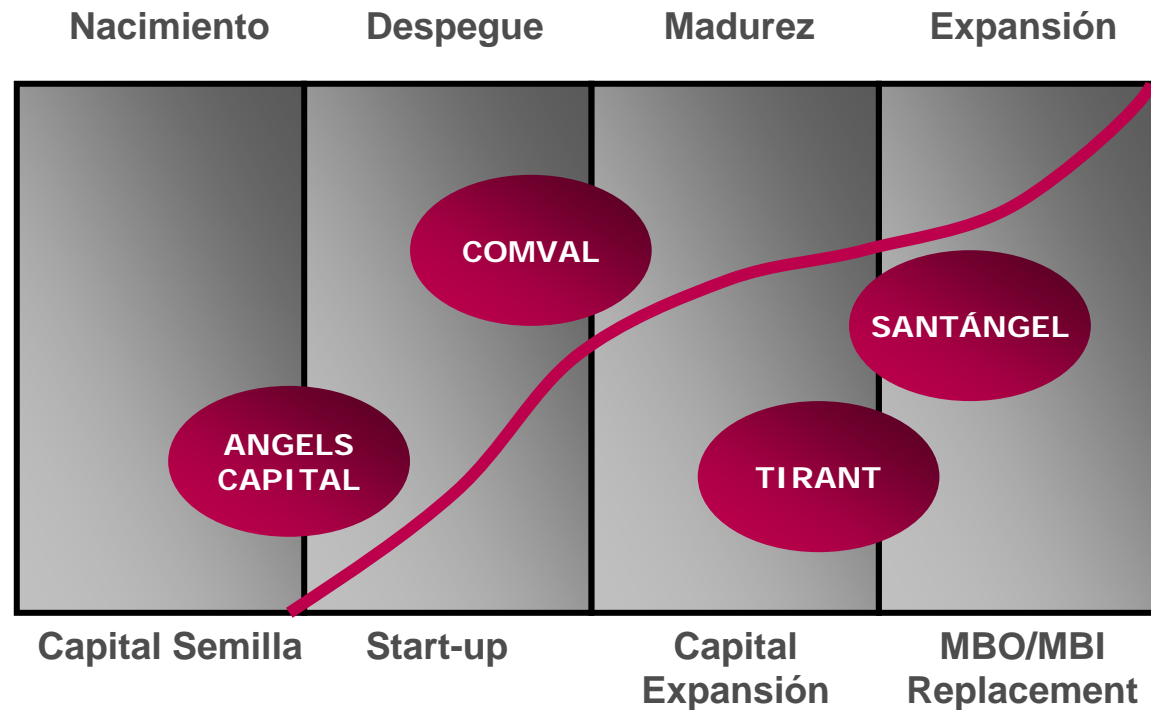 Nacimiento
Despegue
Madurez
Expansión
COMVAL
SANTÁNGEL
ANGELS
CAPITAL
TIRANT
Capital Semilla
Start-up
Capital
Expansión
MBO/MBI
Replacement